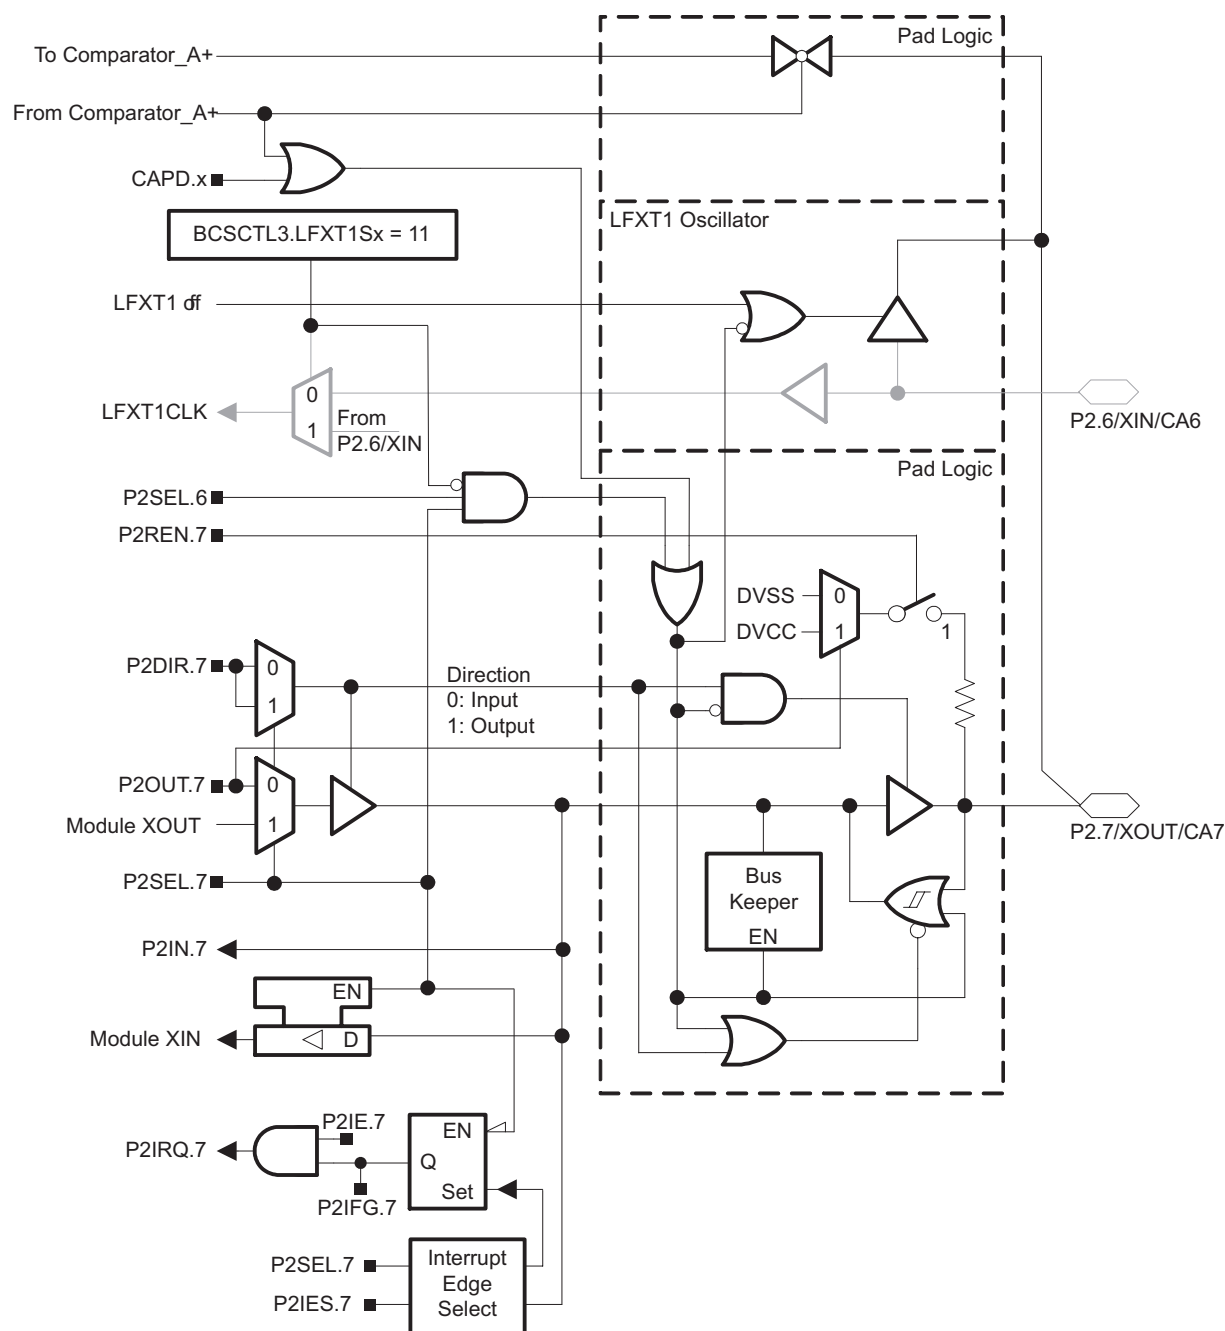 Pad Logic
To Comparator_A+
From Comparator_A+
CAPD.x
LFXT1 Oscillator
BCSCTL3.LFXT1Sx = 11
LFXT1 off
0
LFXT1CLK
From
1
P2.6/XIN
P2.6/XIN/CA6
Pad Logic
P2SEL.6
P2REN.7
DVSS
0
DVCC
1
1
P2DIR.7
0
1
Direction
0: Input
1: Output
P2OUT.7
0
Module XOUT
1
P2.7/XOUT/CA7
P2SEL.7
Bus
Keeper
EN
P2IN.7
EN
Module XIN
D
P2IE.7
EN
P2IRQ.7
Q
P2IFG.7
Set
P2SEL.7
Interrupt
Edge
Select
P2IES.7